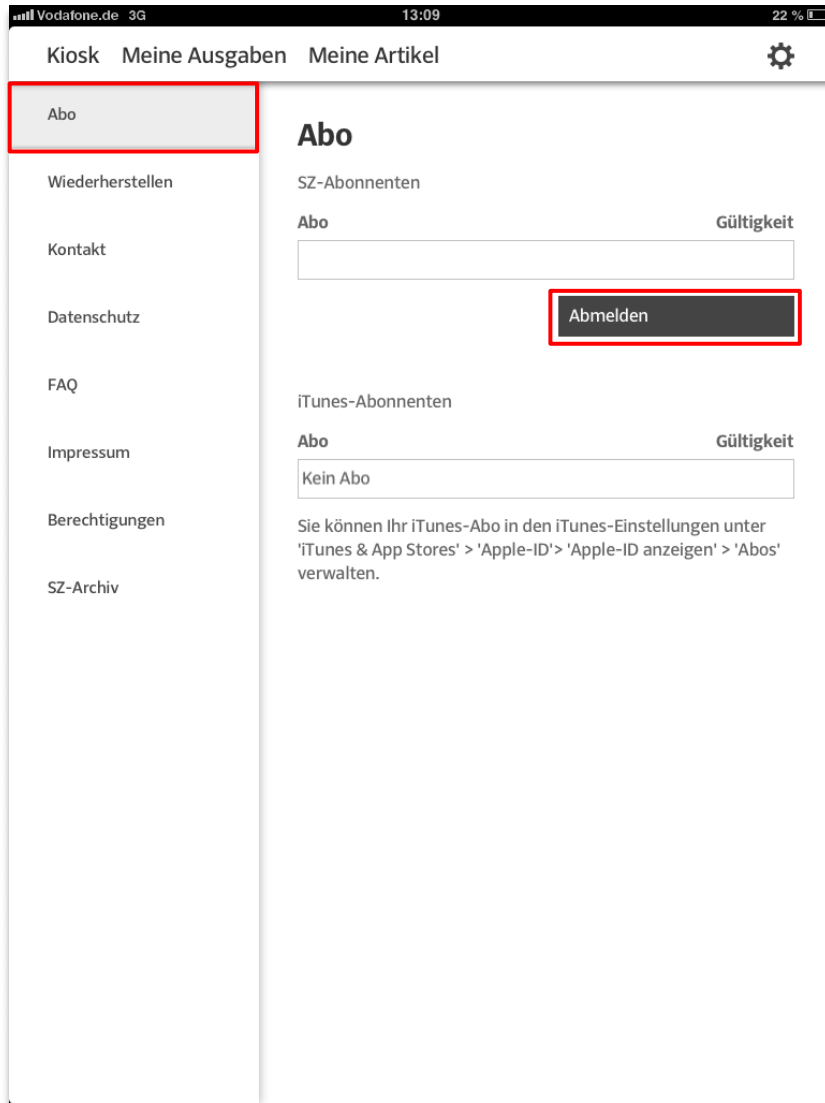 Vodafone.de 3G 13:09 22 %
Kiosk Meine Ausgaben Meine Artikel
Abo
Wiederherstellen
Kontakt
Datenschutz
FAQ
Impressum
Berechtigungen
SZ-Archiv
Abo
SZ-Abonnenten
Abo Gültigkeit
Abmelden
iTunes-Abonnenten
Abo Gültigkeit
Kein Abo
Sie können Ihr iTunes-Abo in den iTunes-Einstellungen unter
'iTunes & App Stores' > 'Apple-ID'> 'Apple-ID anzeigen' > 'Abos'
verwalten.